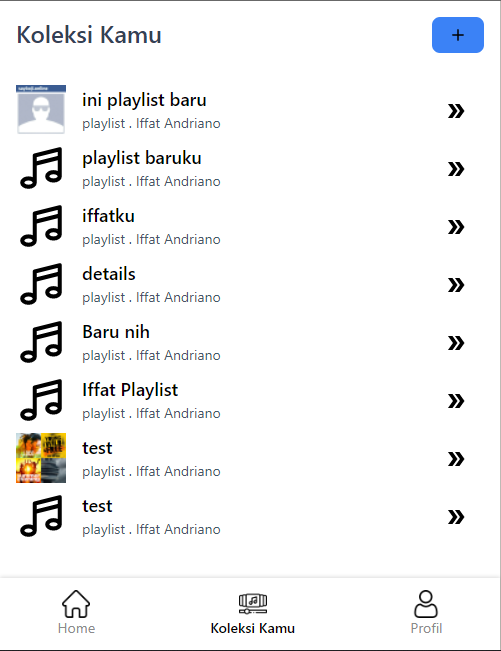 Koleksi Kamu
+
ini playlist baru
playlist . Iffat Andriano
playlist baruku
playlist . Iffat Andriano
iffatku
playlist . Iffat Andriano
details
playlist . Iffat Andriano
Baru nih
playlist . Iffat Andriano
Iffat Playlist
playlist . Iffat Andriano
test
playlist . Iffat Andriano
test
playlist . Iffat Andriano
Home
Koleksi Kamu
Profil